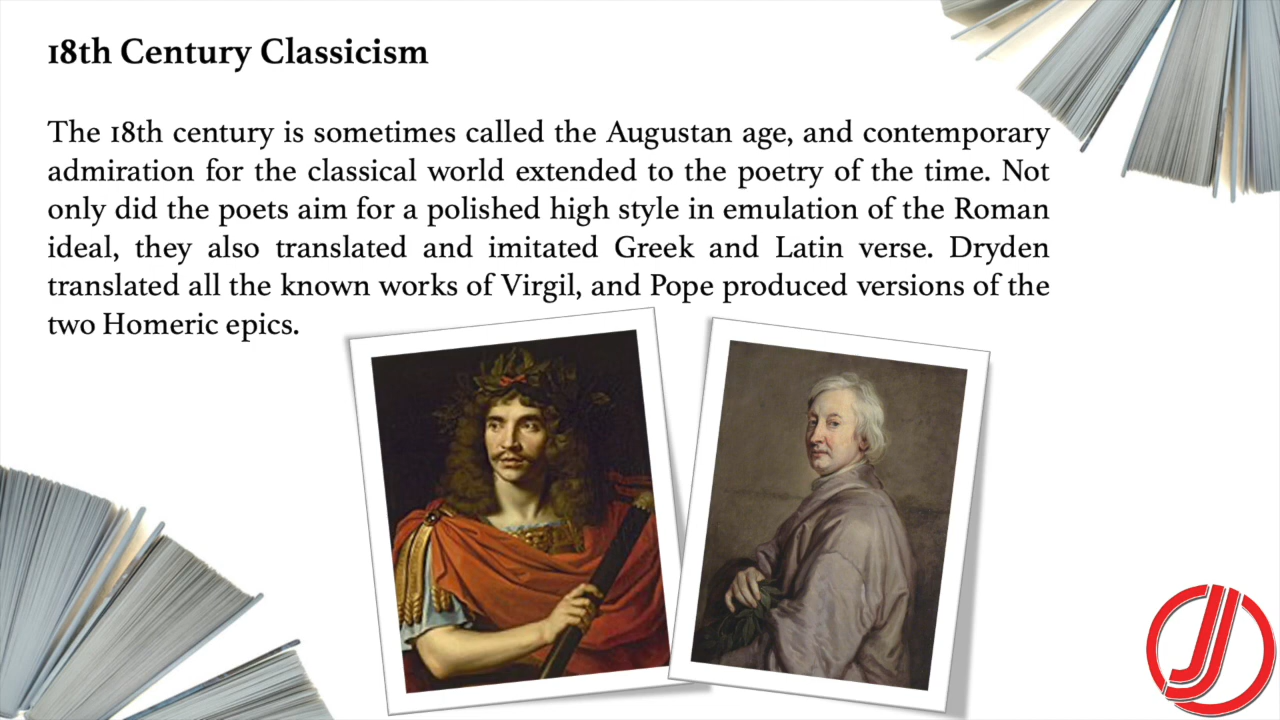 18th Century Classicism
The 18th century is sometimes called the Augustan age, and contemporary
admiration for the classical world extended to the poetry of the time. Not
only did the poets aim for a polished high style in emulation of the Roman
ideal, they also translated and imitated Greek and Latin verse. Dryden
translated all the known works of Virgil, and Pope produced versions of the
two Homeric epics.